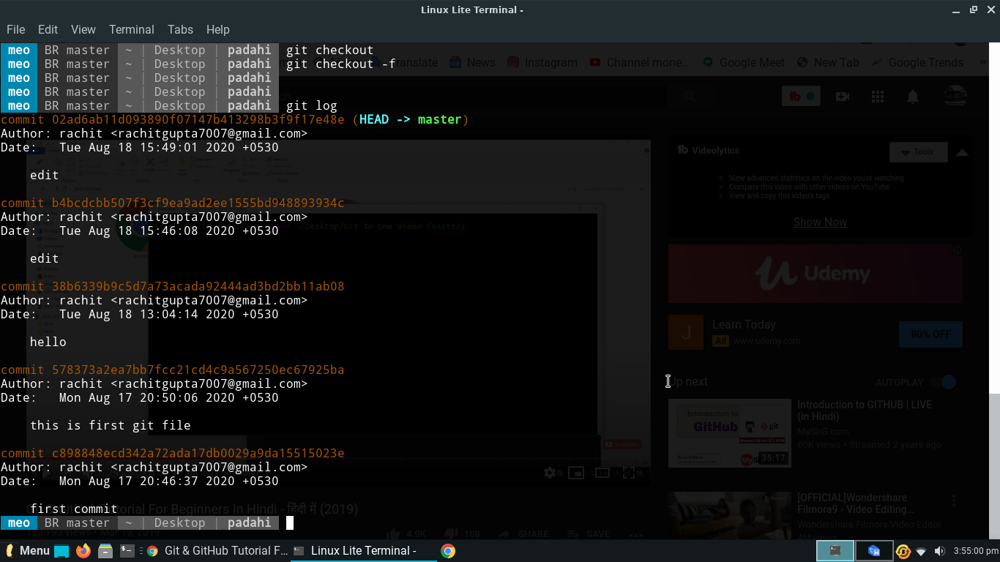 Linux Lite Terminal -
File Edit View Terminal Tabs Help
meo BR master ~ | Desktop | padahi git checkout
meo BR master ~ | Desktop | padahi git checkout -f
meo BR master ~ | Desktop | padahi
meo BR master ~ | Desktop | padahi
meo BR master ~ | Desktop | padahi git log
commit 02ad6ab11d093890f07147b413298b3f9f17e48e (HEAD -> master)
Author: rachit <rachitgupta7007@gmail.com>
Date: Tue Aug 18 15:49:01 2020 +0530
edit
commit b4bcdcbb507f3cf9ea9ad2ee1555bd948893934c
Author: rachit <rachitgupta7007@gmail.com>
Date: Tue Aug 18 15:46:08 2020 +0530
edit
commit 38b6339b9c5d7a73acada92444ad3bd2bb11ab08
Author: rachit <rachitgupta7007@gmail.com>
Date: Tue Aug 18 13:04:14 2020 +0530
hello
commit 578373a2ea7bb7fcc21cd4c9a567250ec67925ba
Author: rachit <rachitgupta7007@gmail.com>
Date: Mon Aug 17 20:50:06 2020 +0530
this is first git file
commit c898848ecd342a72ada17db0029a9da15515023e
Author: rachit <rachitgupta7007@gmail.com>
Date: Mon Aug 17 20:46:37 2020 +0530
first commit
meo BR master ~ | Desktop | padahi
Translate News Instagram Channel mone... Google Meet New Tab Google Trends »
tb
tb Videolytics
Tools
View advanced statistics on the video you're watching
Compare this video with other videos on YouTube
View and copy this video's tags
Show Now
~/Desktop/Git In One Video (master)
Udemy
J
Learn Today
Ad www.udemy.com
80% OFF
Up next
AUTOPLAY
Introduction to
GitHub
git
35:17
Introduction to GITHUB | LIVE
(in Hindi)
MySirG.com
60K views • Streamed 2 years ago
[OFFICIAL]Wondershare
Filmora9 - Video Editing...
Wondershare Filmora Video Editor
Tutorial For Beginners In Hindi - हिंदी में (2019)
4.9K 108 SHARE SAVE
Menu
Git & GitHub Tutorial F...
Linux Lite Terminal -
3:55:00 pm